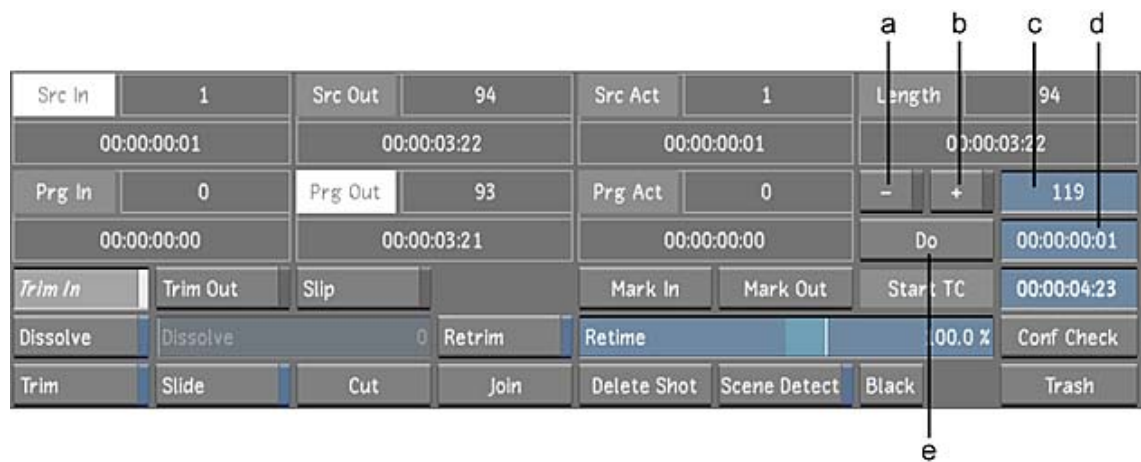 a b c d
Src In 1 Src Out 94 Src Act 1 Length 94
00:00:00:01 00:00:03:22 00:00:00:01 00:00:03:22
Prg In 0 Prg Out 93 Prg Act 0 - + 119
00:00:00:00 00:00:03:21 00:00:00:00 Do 00:00:00:01
Trim In Trim Out Slip Mark In Mark Out Start TC 00:00:04:23
Dissolve Dissolve 0 Retrim Retime 100.0 % Conf Check
Trim Slide Cut Join Delete Shot Scene Detect Black Trash
e